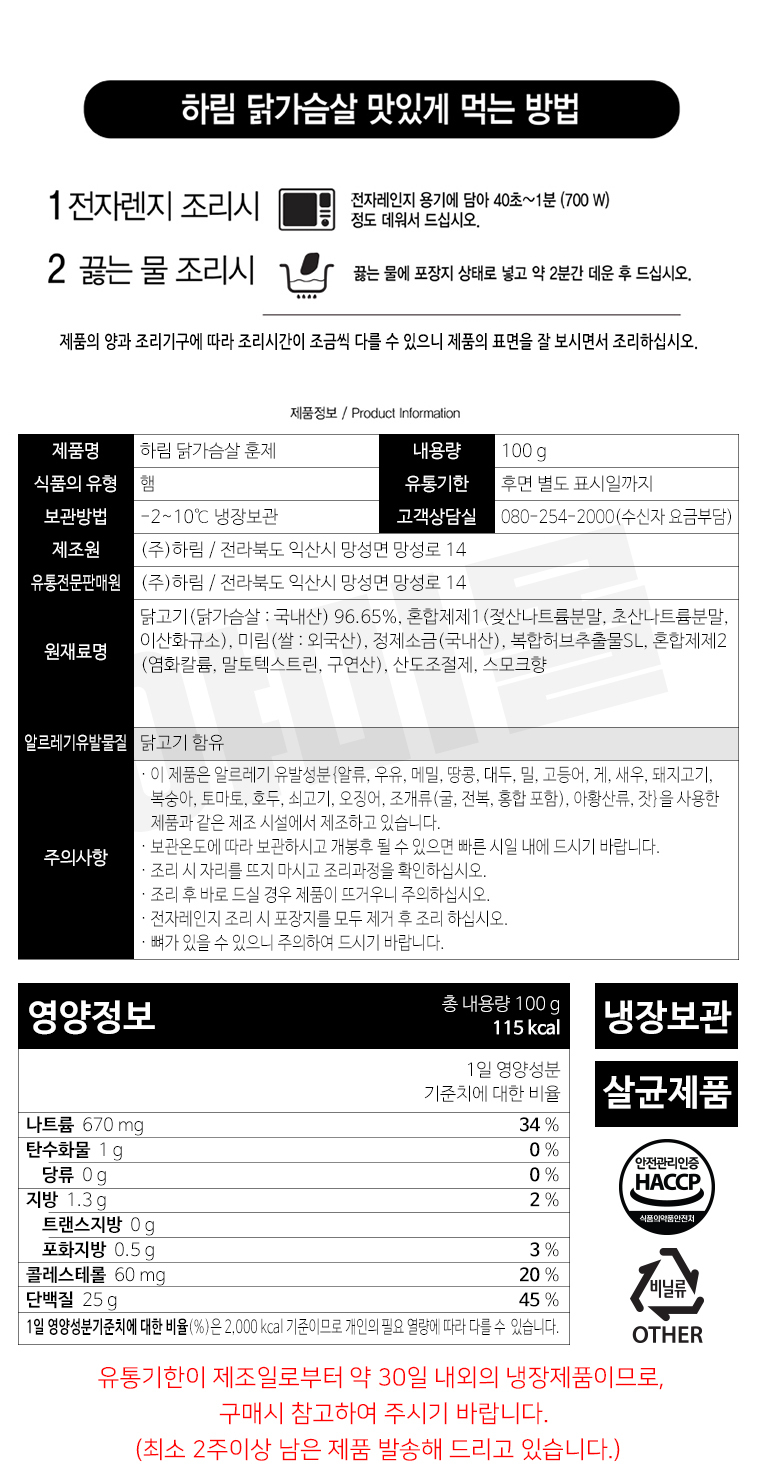 하림 닭가슴살 맛있게 먹는 방법
1 전자렌지 조리시
전자레인지 용기에 담아 40초~1분 (700 W)
정도 데워서 드십시오.
2 끓는 물 조리시
끓는 물에 포장지 상태로 넣고 약 2분간 데운 후 드십시오.
제품의 양과 조리기구에 따라 조리시간이 조금씩 다를 수 있으니 제품의 표면을 잘 보시면서 조리하십시오.
제품정보 / Product Information
제품명 하림 닭가슴살 훈제 내용량 100 g
식품의 유형 햄 유통기한 후면 별도 표시일까지
보관방법 -2~10℃ 냉장보관 고객상담실 080-254-2000(수신자 요금부담)
제조원 (주)하림 / 전라북도 익산시 망성면 망성로 14
유통전문판매원 (주)하림 / 전라북도 익산시 망성면 망성로 14
원재료명
닭고기(닭가슴살 : 국내산) 96.65%, 혼합제제1(젖산나트륨분말, 초산나트륨분말,
이산화규소), 미림(쌀 : 외국산), 정제소금(국내산), 복합허브추출물SL, 혼합제제2
(염화칼륨, 말토덱스트린, 구연산), 산도조절제, 스모크향
알르레기유발물질 닭고기 함유
주의사항
· 이 제품은 알르레기 유발성분{알류, 우유, 메밀, 땅콩, 대두, 밀, 고등어, 게, 새우, 돼지고기,
복숭아, 토마토, 호두, 쇠고기, 오징어, 조개류(굴, 전복, 홍합 포함), 아황산류, 잣}을 사용한
제품과 같은 제조 시설에서 제조하고 있습니다.
· 보관온도에 따라 보관하시고 개봉후 될 수 있으면 빠른 시일 내에 드시기 바랍니다.
· 조리 시 자리를 뜨지 마시고 조리과정을 확인하십시오.
· 조리 후 바로 드실 경우 제품이 뜨거우니 주의하십시오.
· 전자레인지 조리 시 포장지를 모두 제거 후 조리 하십시오.
· 뼈가 있을 수 있으니 주의하여 드시기 바랍니다.
영양정보
총 내용량 100 g
115 kcal
1일 영양성분
기준치에 대한 비율
나트륨 670 mg 34 %
탄수화물 1 g 0 %
당류 0 g 0 %
지방 1.3 g 2 %
트랜스지방 0 g
포화지방 0.5 g 3 %
콜레스테롤 60 mg 20 %
단백질 25 g 45 %
1일 영양성분기준치에 대한 비율(%)은 2,000 kcal 기준이므로 개인의 필요 열량에 따라 다를 수 있습니다.
냉장보관
살균제품
안전관리인증
HACCP
식품의약품안전처
비닐류
OTHER
유통기한이 제조일로부터 약 30일 내외의 냉장제품이므로,
구매시 참고하여 주시기 바랍니다.
(최소 2주이상 남은 제품 발송해 드리고 있습니다.)